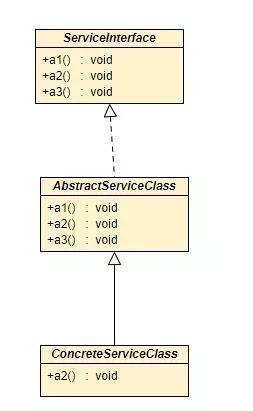 ServiceInterface
+a1() : void
+a2() : void
+a3() : void
AbstractServiceClass
+a1() : void
+a2() : void
+a3() : void
ConcreteServiceClass
+a2() : void